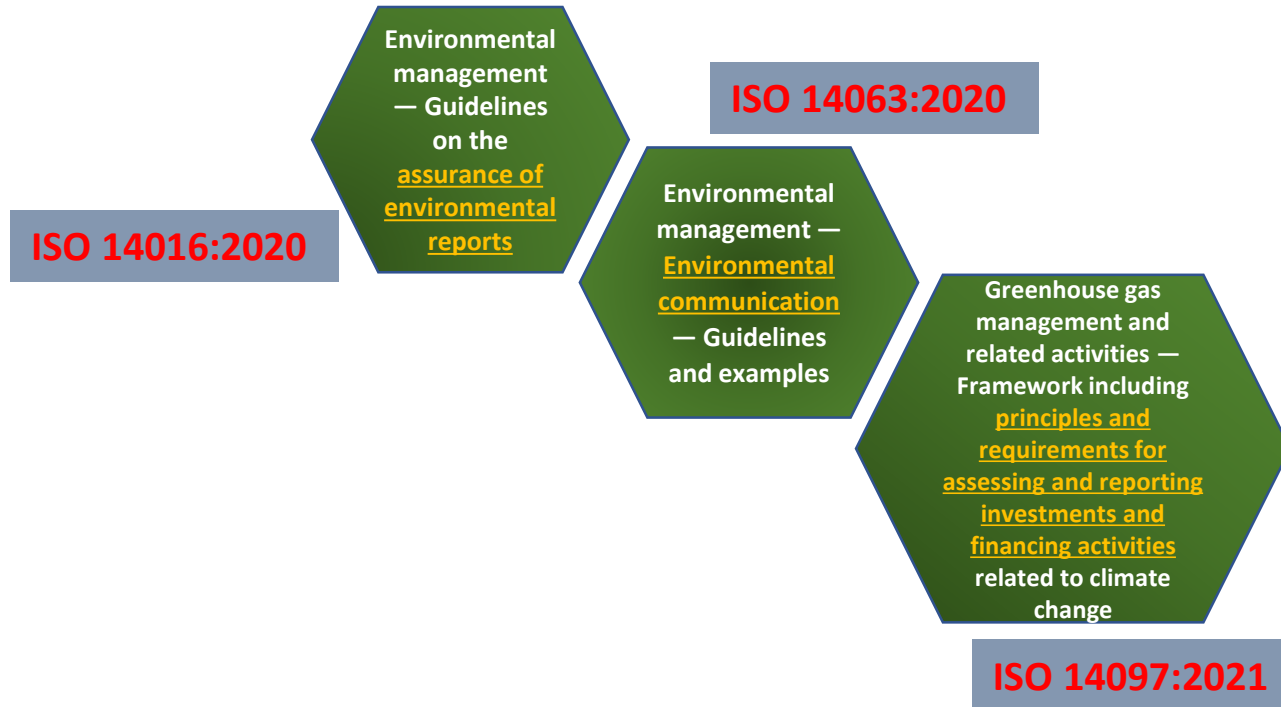 Environmental
management
— Guidelines
on the
assurance of
environmental
reports
ISO 14016:2020
ISO 14063:2020
Environmental
management —
Environmental
communication
— Guidelines
and examples
Greenhouse gas
management and
related activities —
Framework including
principles and
requirements for
assessing and reporting
investments and
financing activities
related to climate
change
ISO 14097:2021